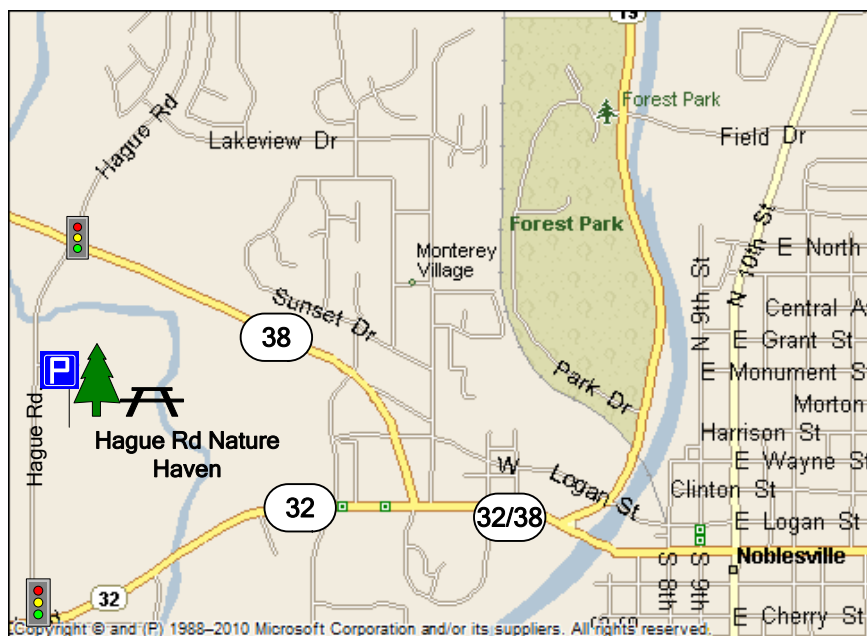 19
Forest Park
Hague Rd
Lakeview Dr
Field Dr
Forest Park
N 10th St
E North
Monterey
Village
N 9th St
Sunset Dr
38
Central A
E Grant St
P
Park Dr
E Monument S
Morton
Hague Rd
Hague Rd Nature
Haven
Harrison St
W Logan St
E Wayne St
Clinton St
32
32/38
E Logan St
Noblesville
S 8th
S 9th
32
E Cherry St
Copyright © and (P) 1988–2010 Microsoft Corporation and/or its suppliers. All rights reserved.